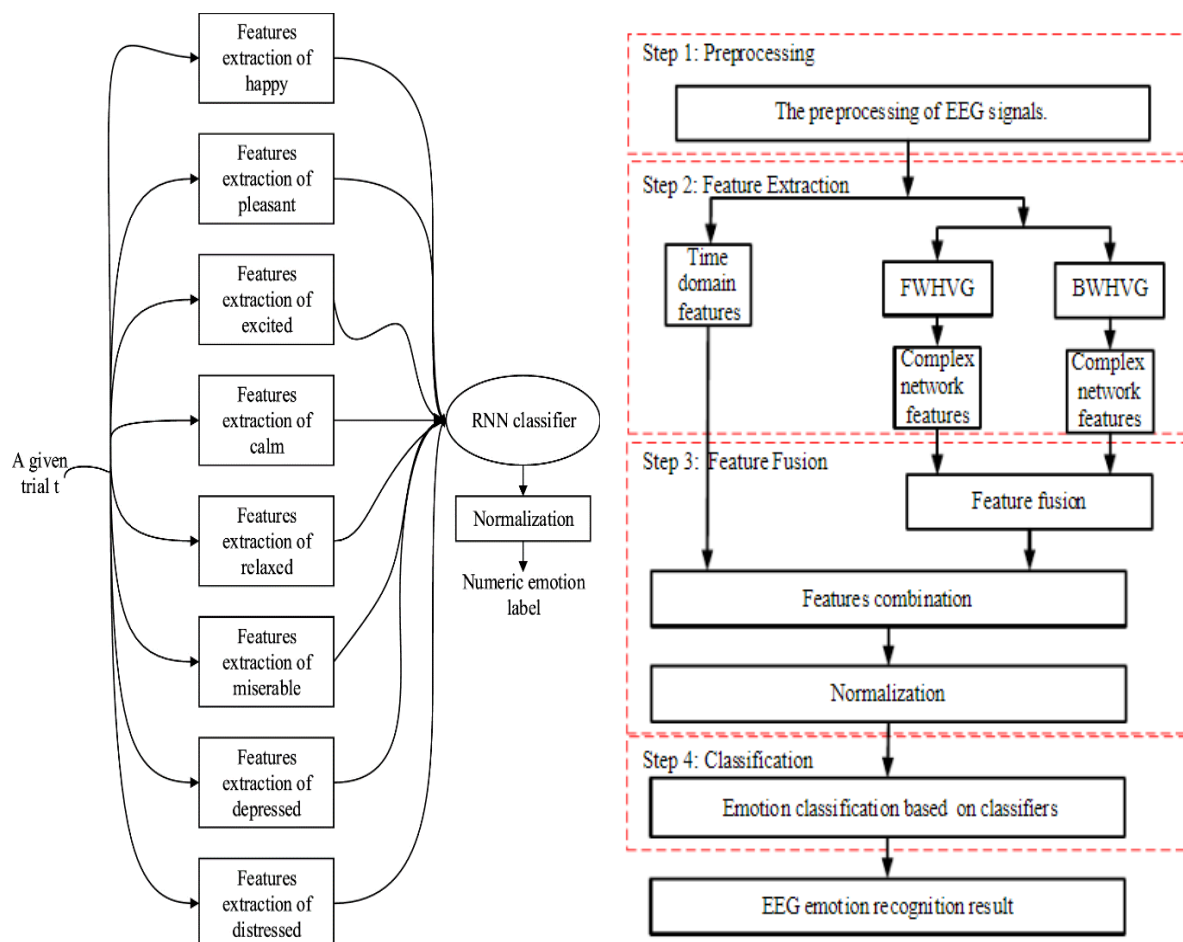 Features
extraction of
happy
Features
extraction of
pleasant
Features
extraction of
excited
Features
extraction of
calm
A given
trial t
Features
extraction of
relaxed
Features
extraction of
miserable
Features
extraction of
depressed
Features
extraction of
distressed
RNN classifier
Normalization
Numeric emotion
label
Step 1: Preprocessing
The preprocessing of EEG signals.
Step 2: Feature Extraction
Time
domain
features
FWHVG
BWHVG
Complex
network
features
Complex
network
features
Step 3: Feature Fusion
Feature fusion
Features combination
Normalization
Step 4: Classification
Emotion classification based on classifiers
EEG emotion recognition result